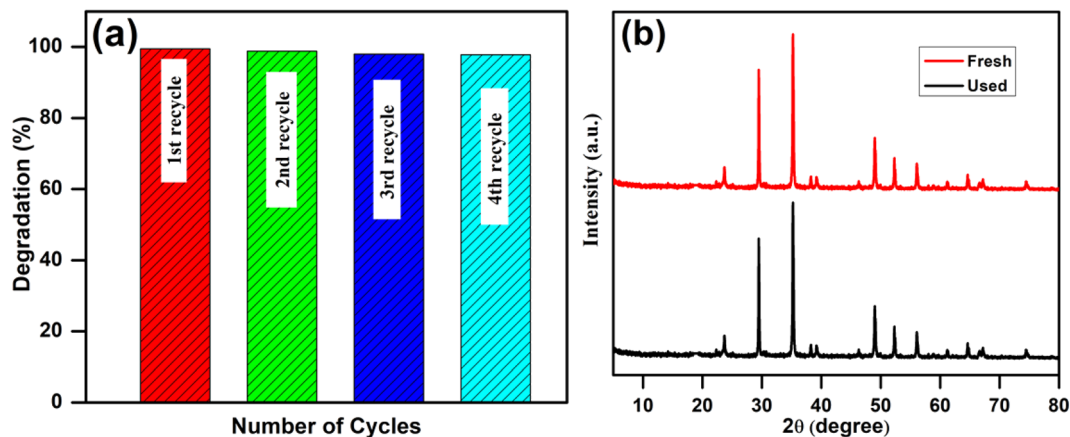 (a)
Degradation (%)
100
80
60
40
20
0
1st recycle
2nd recycle
3rd recycle
4th recycle
Number of Cycles
(b)
Fresh
Used
Intensity (a.u.)
10 20 30 40 50 60 70 80
2θ (degree)